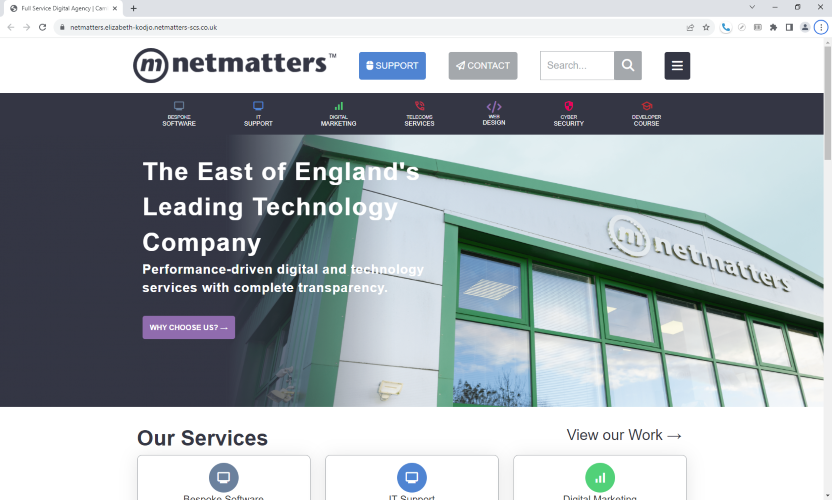 Full Service Digital Agency | Cam
netmatters.elizabeth-kodjo.netmatters-scs.co.uk
m netmatters™
SUPPORT
CONTACT
Search...
BESPOKE
SOFTWARE
IT
SUPPORT
DIGITAL
MARKETING
TELECOMS
SERVICES
WEB
DESIGN
CYBER
SECURITY
DEVELOPER
COURSE
The East of England's
Leading Technology
Company
Performance-driven digital and technology
services with complete transparency.
WHY CHOOSE US? →
m netmatters
Our Services
View our Work →
Bespoke Software
IT Support
Digital Marketing